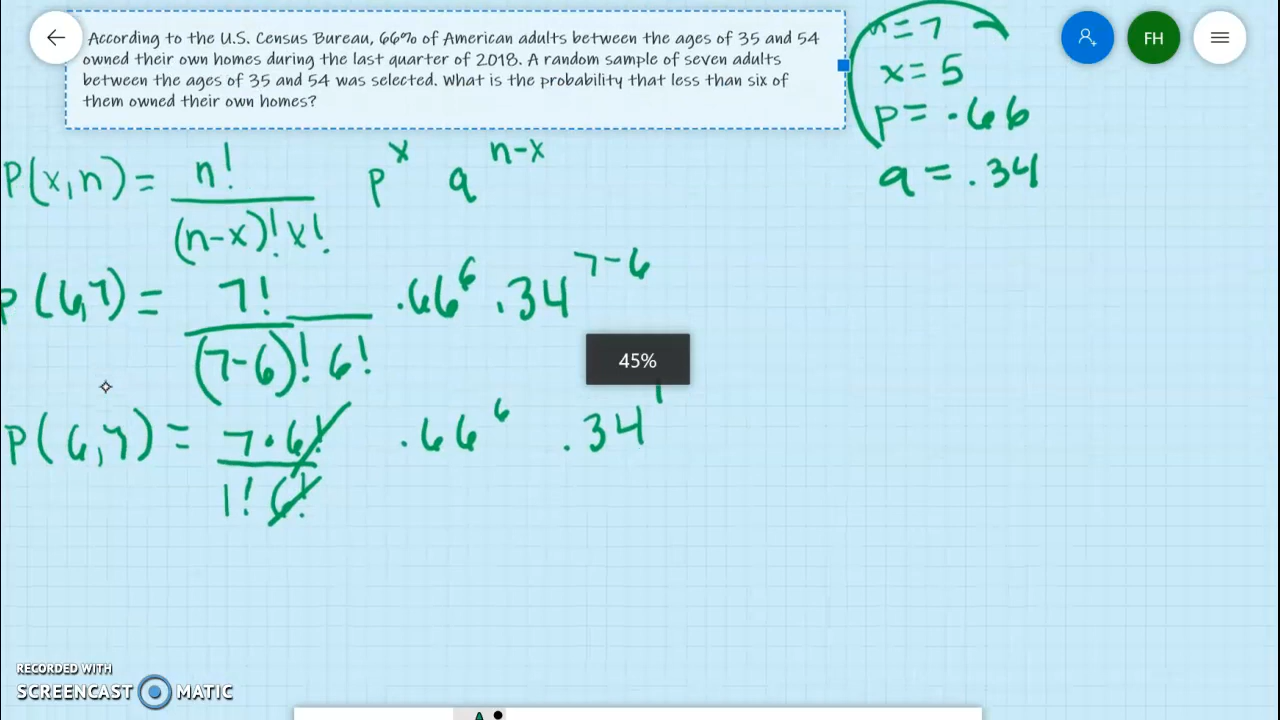 According to the U.S. Census Bureau, 66% of American adults between the ages of 35 and 54
owned their own homes during the last quarter of 2018. A random sample of seven adults
between the ages of 35 and 54 was selected. What is the probability that less than six of
them owned their own homes?
n = 7
x = 5
p = .66
q = .34
FH
P(x,n) = n! / (n-x)! x! p^x q^n-x
P(6,7) = 7! / (7-6)! 6! .66^6 .34^7-6
45%
P(6,7) = 7·6! / 1! 6! .66^6 .34^1
RECORDED WITH
SCREENCAST MATIC